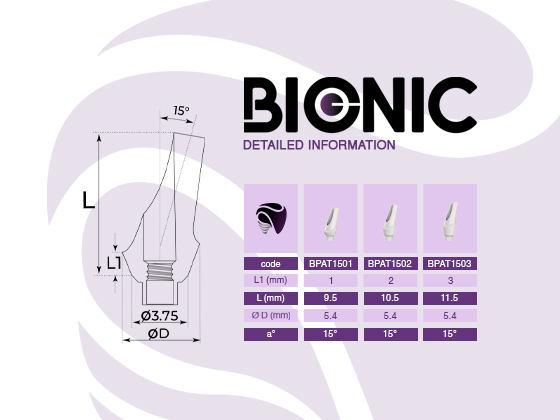 BIONIC
DETAILED INFORMATION
15°
L
L1
Ø3.75
ØD
code BPAT1501 BPAT1502 BPAT1503
L1 (mm) 1 2 3
L (mm) 9.5 10.5 11.5
Ø D (mm) 5.4 5.4 5.4
a° 15° 15° 15°